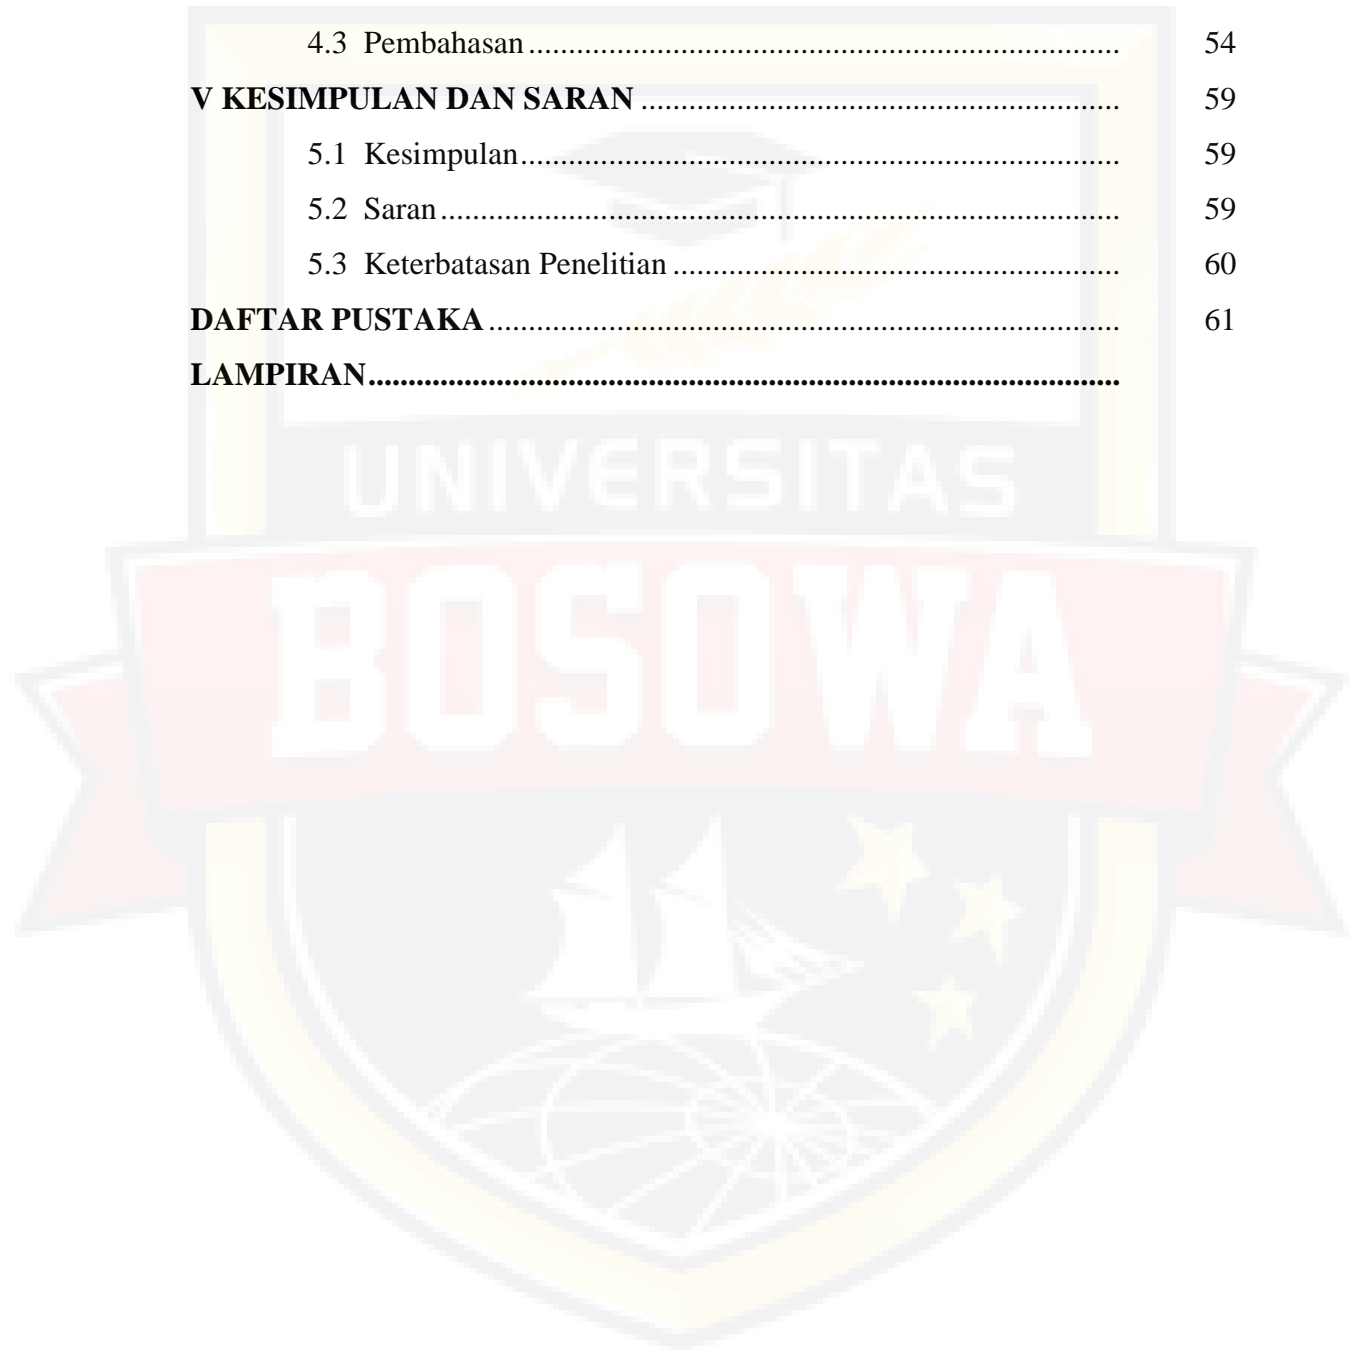 4.3 Pembahasan.......................................................................... 54
V KESIMPULAN DAN SARAN............................................................ 59
5.1 Kesimpulan........................................................................... 59
5.2 Saran..................................................................................... 59
5.3 Keterbatasan Penelitian........................................................ 60
DAFTAR PUSTAKA............................................................................... 61
LAMPIRAN..............................................................................................
UNIVERSITAS
BOSOWA